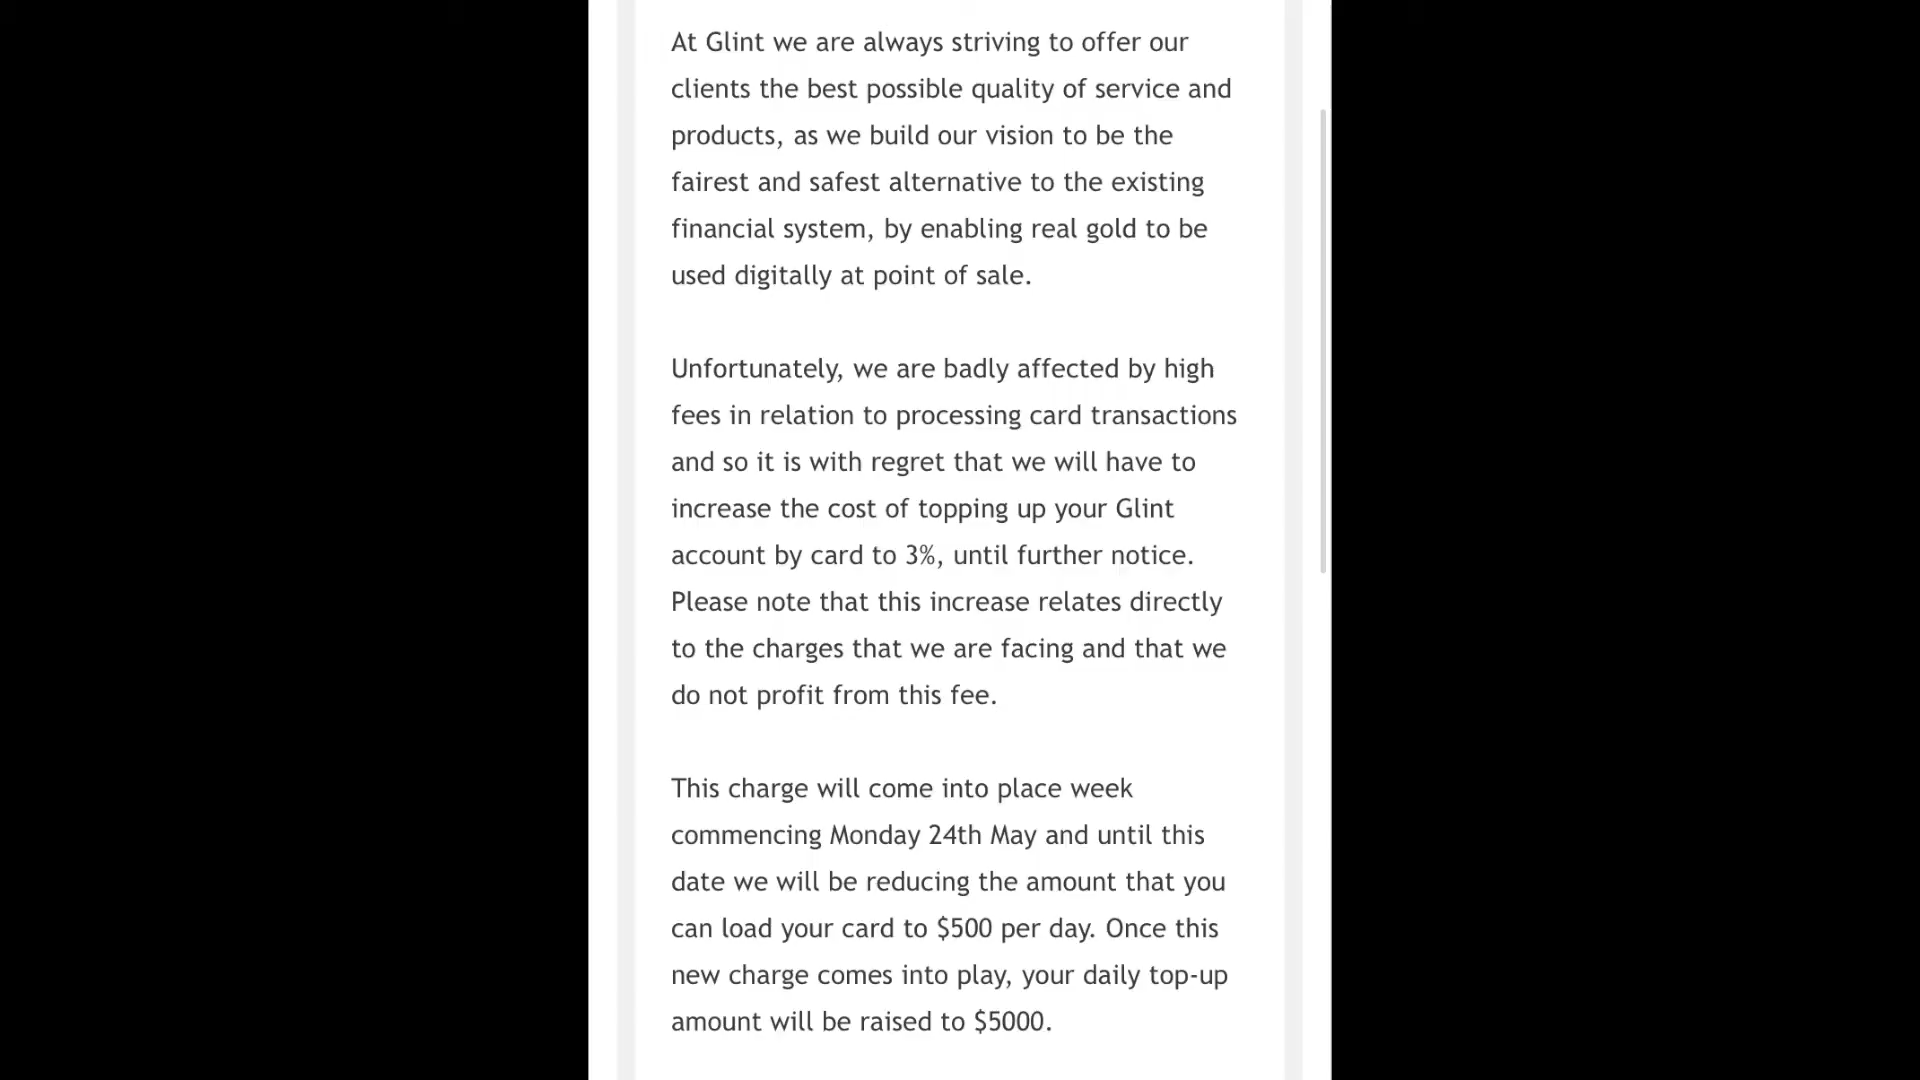 At Glint we are always striving to offer our
clients the best possible quality of service and
products, as we build our vision to be the
fairest and safest alternative to the existing
financial system, by enabling real gold to be
used digitally at point of sale.
Unfortunately, we are badly affected by high
fees in relation to processing card transactions
and so it is with regret that we will have to
increase the cost of topping up your Glint
account by card to 3%, until further notice.
Please note that this increase relates directly
to the charges that we are facing and that we
do not profit from this fee.
This charge will come into place week
commencing Monday 24th May and until this
date we will be reducing the amount that you
can load your card to $500 per day. Once this
new charge comes into play, your daily top-up
amount will be raised to $5000.